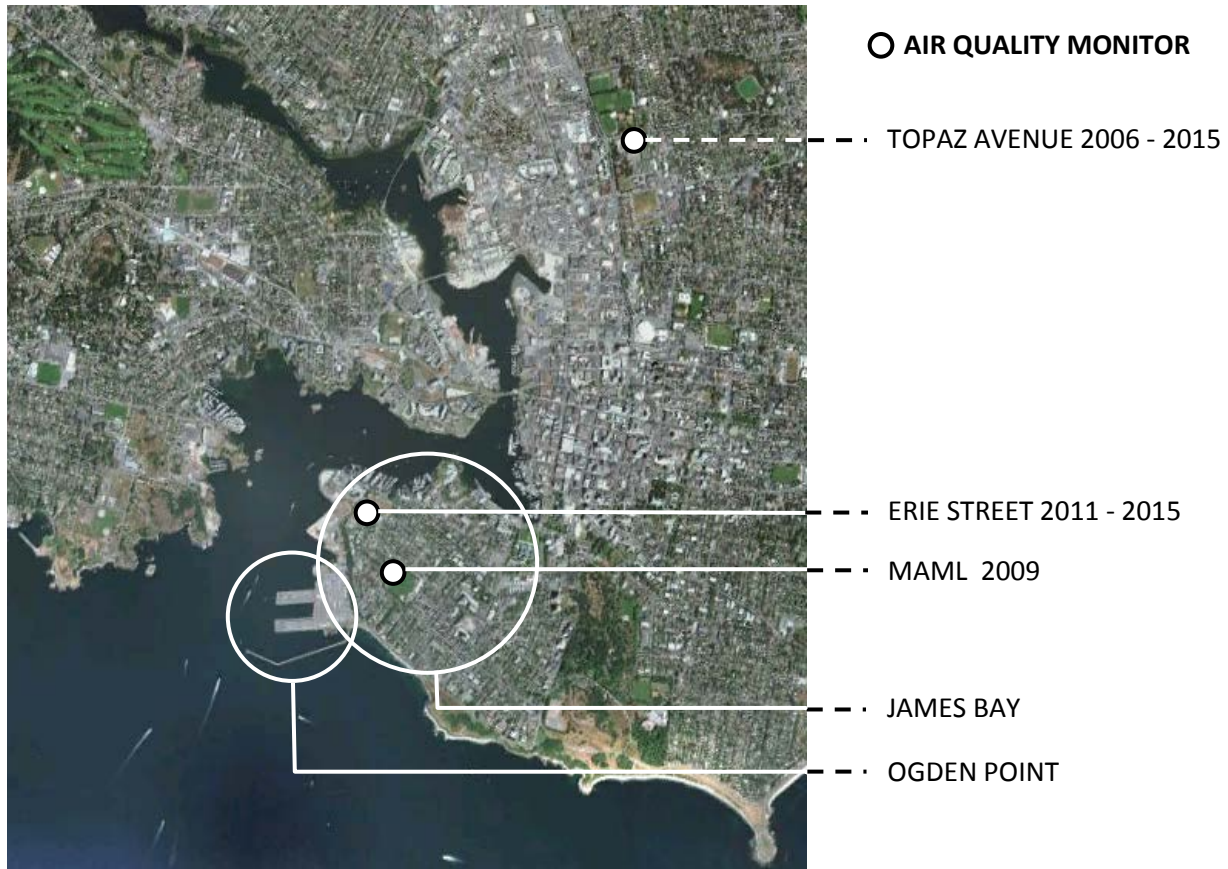 AIR QUALITY MONITOR
TOPAZ AVENUE 2006 - 2015
ERIE STREET 2011 - 2015
MAML 2009
JAMES BAY
OGDEN POINT